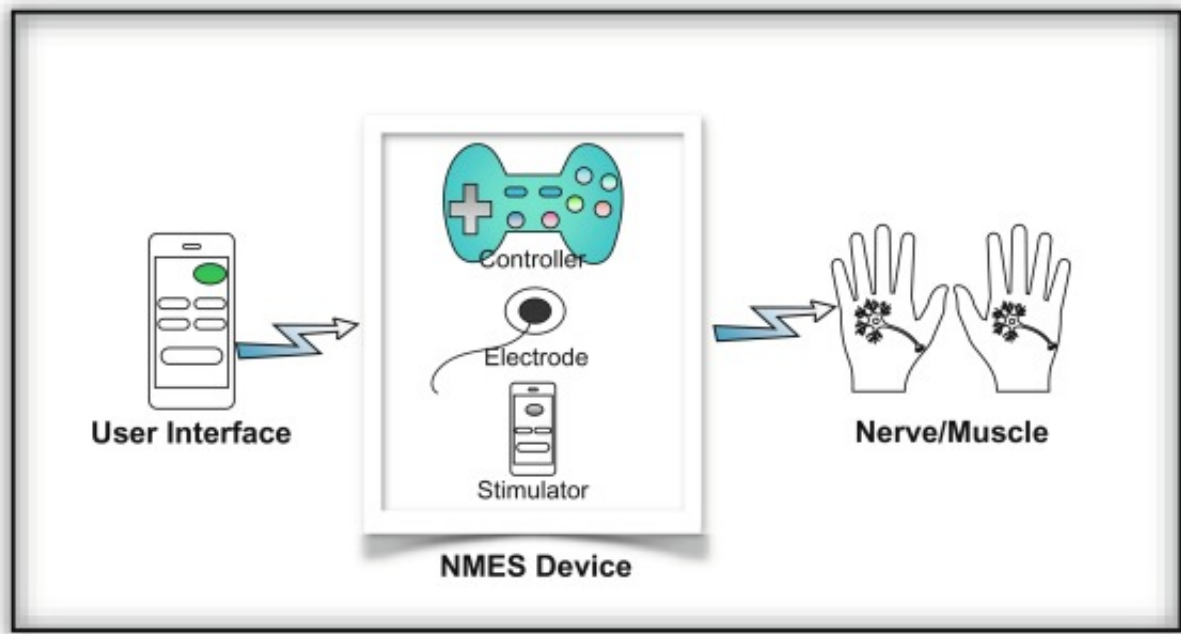 Controller
Electrode
Stimulator
User Interface
NMES Device
Nerve/Muscle